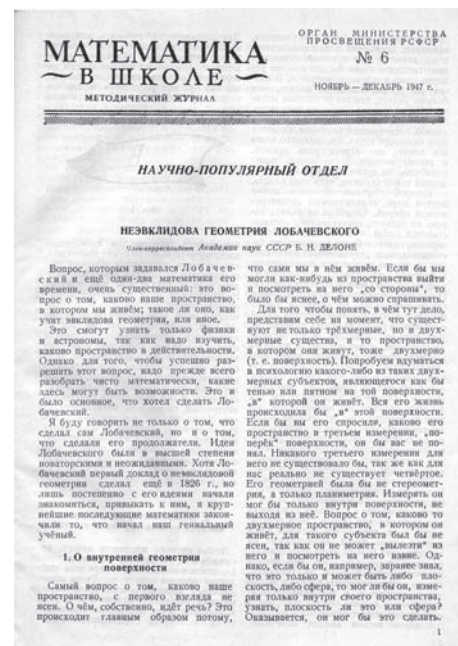 МАТЕМАТИКА
В ШКОЛЕ
МЕТОДИЧЕСКИЙ ЖУРНАЛ
ОРГАН МИНИСТЕРСТВА
ПРОСВЕЩЕНИЯ РСФСР
№ 6
НОЯБРЬ — ДЕКАБРЬ 1947 г.
НАУЧНО-ПОПУЛЯРНЫЙ ОТДЕЛ
НЕЭВКЛИДОВА ГЕОМЕТРИЯ ЛОБАЧЕВСКОГО
Член-корреспондент Академии наук СССР Б. Н. ДЕЛОНЕ
Вопрос, которым задавался Лобачев-
ский и ещё один-два математика его
времени, очень существенный: это во-
прос о том, каково наше пространство,
в котором мы живём; такое ли оно, как
учит эвклидова геометрия, или иное.
Это смогут узнать только физики
и астрономы, так как надо изучить,
каково пространство в действительности.
Однако для того, чтобы успешно раз-
решать этот вопрос, надо прежде всего
разобрать чисто математически, какие
здесь могут быть возможности. Это и
было основное, что хотел сделать Ло-
бачевский.
Я буду говорить не только о том, что
сделал сам Лобачевский, но и о том,
что сделали его продолжатели. Идеи
Лобачевского были в высшей степени
новаторскими и неожиданными. Хотя Ло-
бачевский первый доклад о неэвклидовой
геометрии сделал ещё в 1826 г., но
лишь постепенно с его идеями начали
знакомиться, привыкать к ним, и круп-
нейшие последующие математики закон-
чили то, что начал наш гениальный
учёный.
1. О внутренней геометрии
поверхности
Самый вопрос о том, каково наше
пространство, с первого взгляда не
ясен. О чём, собственно, идёт речь? Это
происходит главным образом потому,
что сами мы в нём живём. Если бы мы
могли как-нибудь из пространства выйти
и посмотреть на него „со стороны", то
было бы яснее, о чём можно спрашивать.
Для того чтобы понять, в чём тут дело,
представим себе на момент, что сущест-
вуют не только трёхмерные, но и двух-
мерные существа, и то пространство,
в котором они живут, тоже двухмерно
(т. е. поверхность). Попробуем вдуматься
в психологию какого-либо из таких двух-
мерных субъектов, являющегося как бы
тенью или пятном на той поверхности,
„в" которой он живёт. Вся его жизнь
происходила бы „в" этой поверхности.
Если бы мы его спросили, каково его
пространство в третьем измерении, „по-
перёк" поверхности, он бы вас не по-
нял. Никакого третьего измерения для
него не существовало бы, так же как для
нас реально не существует четвёртое.
Его геометрией была бы не стереомет-
рия, а только планиметрия. Измерять он
мог бы только внутри поверхности, не
выходя из неё. Вопрос о том, каково то
двухмерное пространство, в котором он
живёт, для такого субъекта был бы не
ясен, так как он не может „вылезти" из
него и посмотреть на него извне. Од-
нако, если бы он, например, заранее знал,
что это только и может быть либо пло-
скость, либо сфера, то мог ли бы он, изме-
ряя только внутри своего пространства,
узнать, плоскость ли это или сфера?
Оказывается, он мог бы это сделать.
1